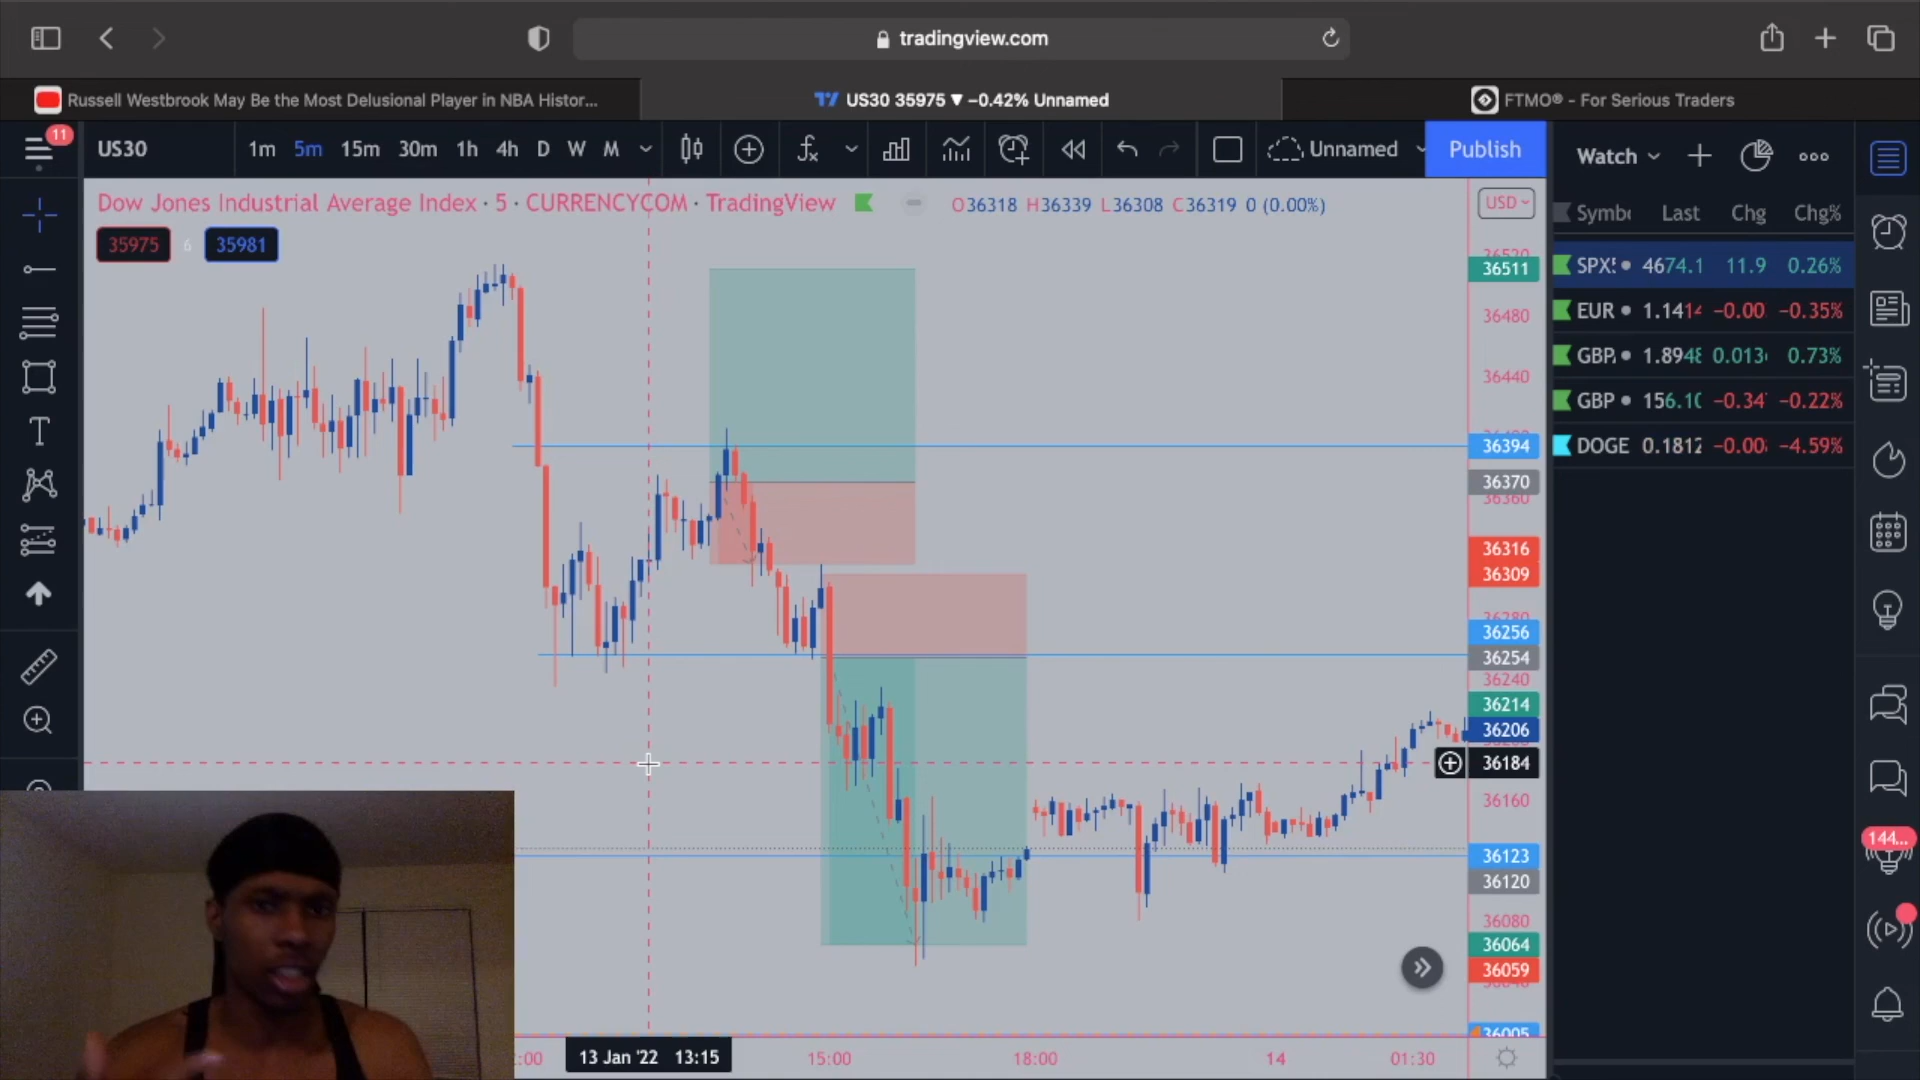 tradingview.com
Russell Westbrook May Be the Most Delusional Player in NBA Histor...
US30 35975 ▼ −0.42% Unnamed
FTMO® - For Serious Traders
11
US30
1m 5m 15m 30m 1h 4h D W M
Unnamed
Publish
Watch
Dow Jones Industrial Average Index · 5 · CURRENCYCOM · TradingView
O36318 H36339 L36308 C36319 0 (0.00%)
USD
35975 6 35981
Last Chg Chg%
4674.1 11.9 0.26%
EUR 1.1414 −0.00 −0.35%
GBP 1.8948 0.013 0.73%
GBP 156.10 −0.34 −0.22%
DOGE 0.1812 −0.00 −4.59%
36511
36480
36440
36394
36370
36360
36316
36309
36256
36254
36240
36214
36206
36184
36160
36123
36120
36080
36064
36059
36005
144...
:00 13 Jan '22 13:15 15:00 18:00 14 01:30